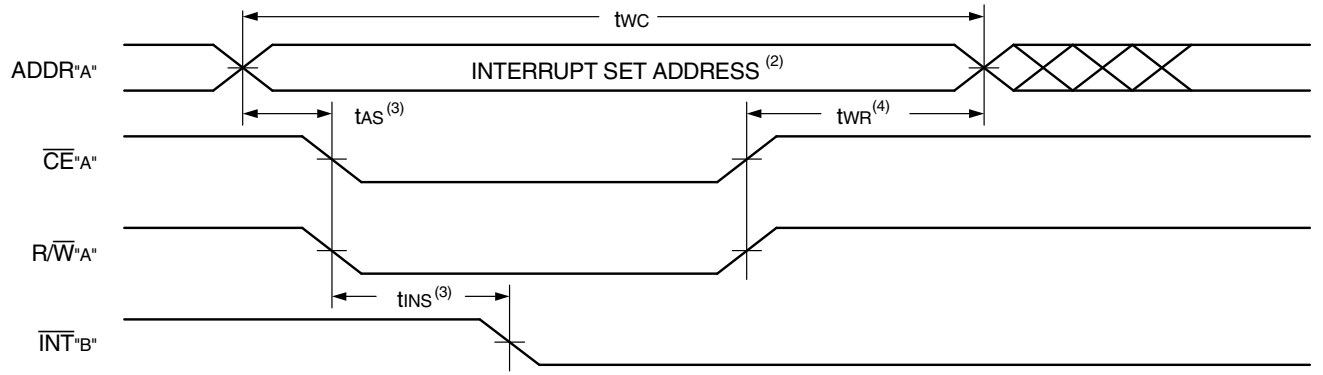 tWC
ADDR"A" INTERRUPT SET ADDRESS (2)
tAS(3) tWR(4)
CE"A"
R/W"A"
tINS(3)
INT"B"